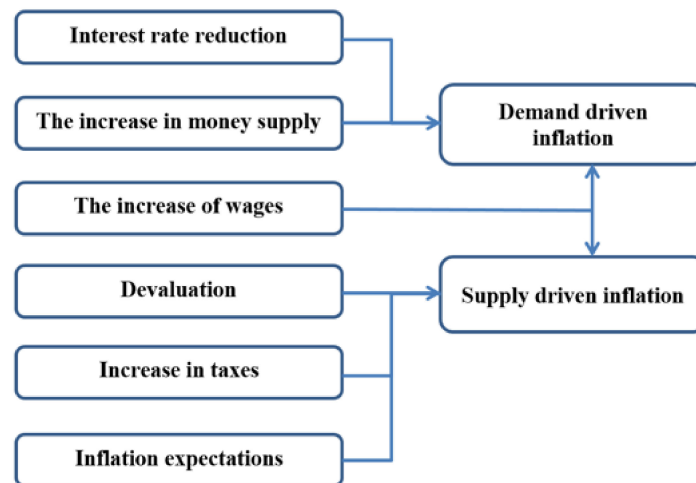 Interest rate reduction
The increase in money supply
Demand driven
inflation
The increase of wages
Devaluation
Supply driven inflation
Increase in taxes
Inflation expectations